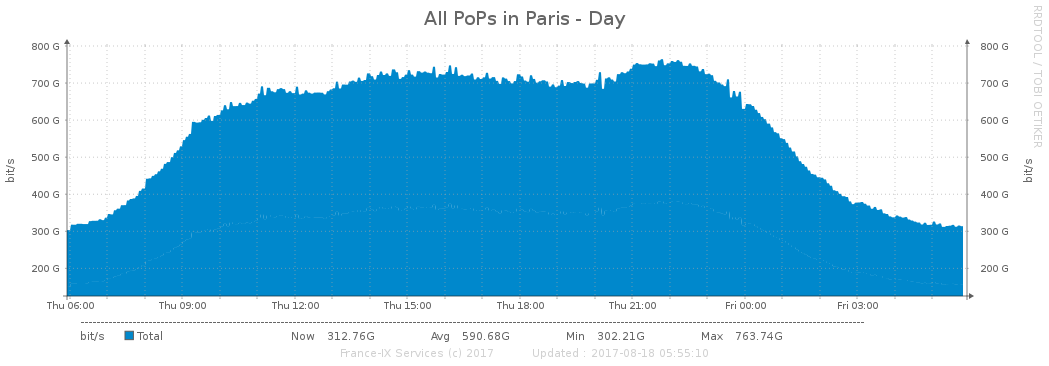 All PoPs in Paris - Day
RRDTOOL / TOBI OETIKER
800 G 800 G
700 G 700 G
600 G 600 G
500 G 500 G
bit/s bit/s
400 G 400 G
300 G 300 G
200 G 200 G
Thu 06:00 Thu 09:00 Thu 12:00 Thu 15:00 Thu 18:00 Thu 21:00 Fri 00:00 Fri 03:00
bit/s Total Now 312.76G Avg 590.68G Min 302.21G Max 763.74G
France-IX Services (c) 2017 Updated : 2017-08-18 05:55:10